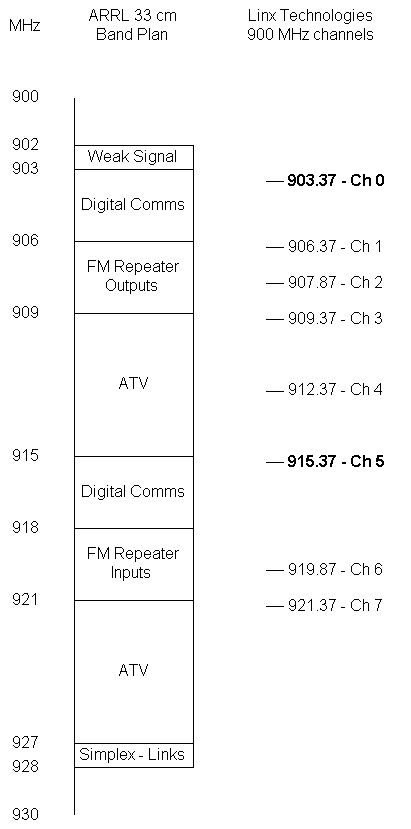 MHz
ARRL 33 cm
Band Plan
Linx Technologies
900 MHz channels
900
902
Weak Signal
903
903.37 - Ch 0
Digital Comms
906
906.37 - Ch 1
FM Repeater
Outputs
907.87 - Ch 2
909
909.37 - Ch 3
ATV
912.37 - Ch 4
915
915.37 - Ch 5
Digital Comms
918
FM Repeater
Inputs
919.87 - Ch 6
921
921.37 - Ch 7
ATV
927
Simplex - Links
928
930